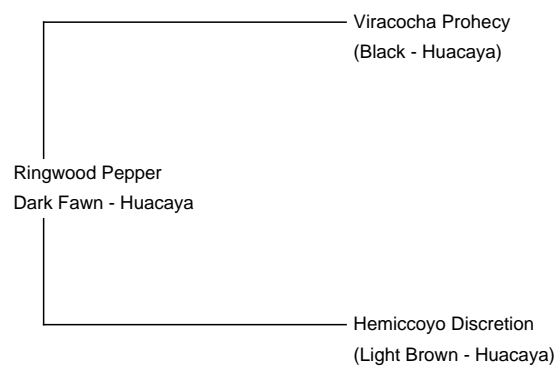 Viracocha Prohecy
(Black - Huacaya)
Ringwood Pepper
Dark Fawn - Huacaya
Hemiccoyo Discretion
(Light Brown - Huacaya)